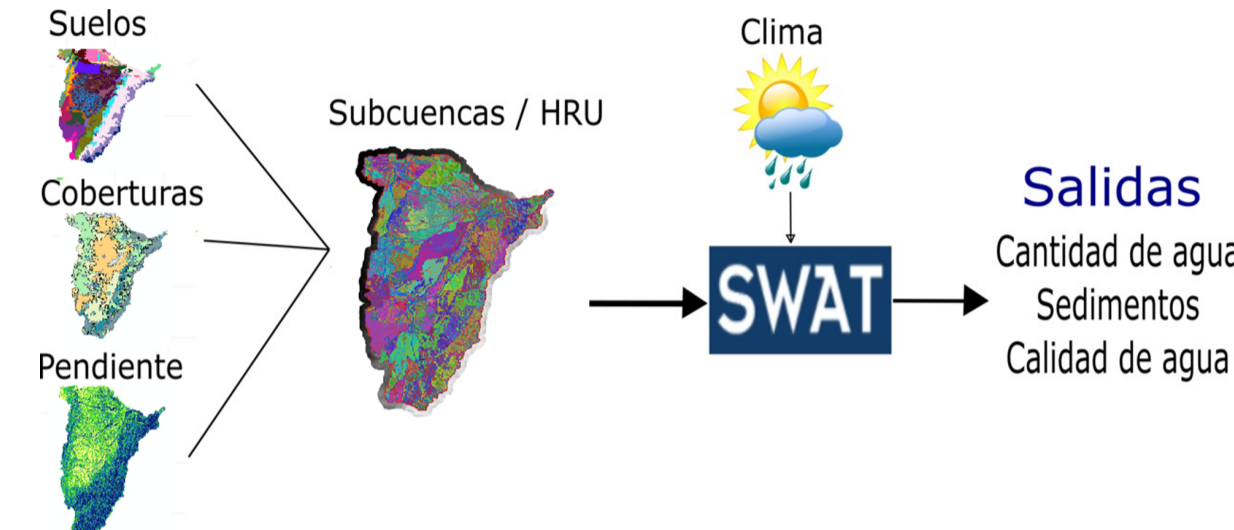 Suelos
Coberturas
Pendiente
Subcuencas / HRU
Clima
SWAT
Salidas
Cantidad de agua
Sedimentos
Calidad de agua